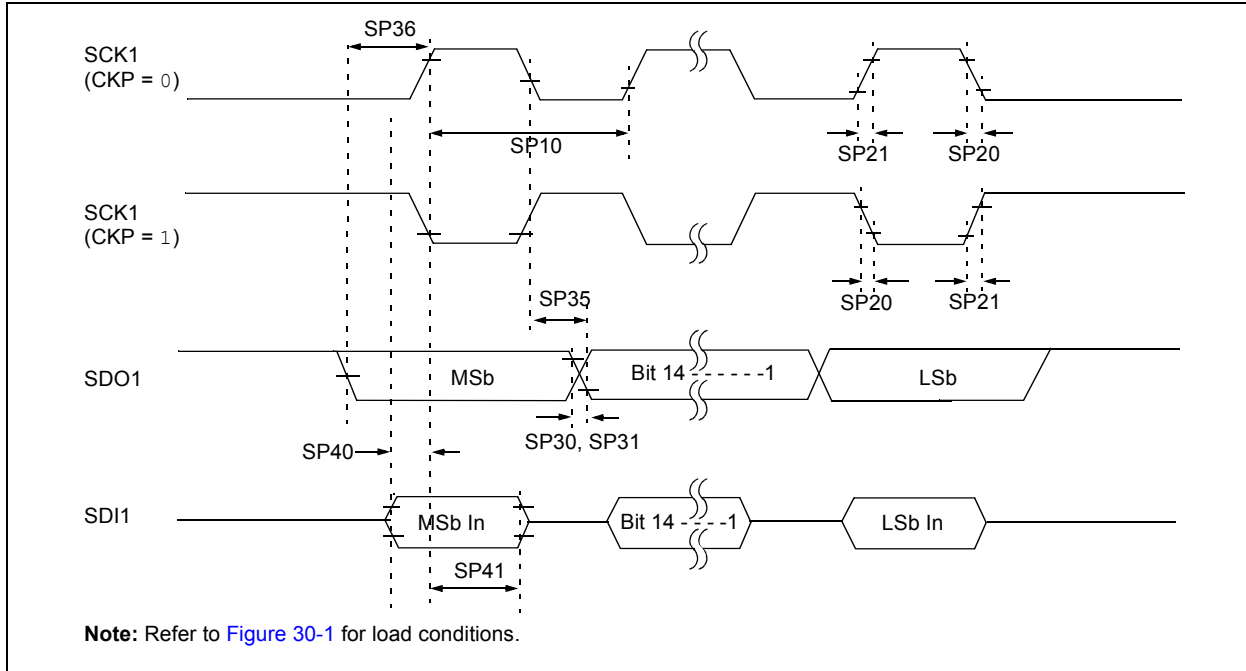 SP36
SCK1
(CKP = 0)
SP10
SP21
SP20
SCK1
(CKP = 1)
SP35
SP20
SP21
SDO1
MSb
Bit 14 - - - - - -1
LSb
SP30, SP31
SP40
SDI1
MSb In
Bit 14 - - - - -1
LSb In
SP41
Note: Refer to Figure 30-1 for load conditions.